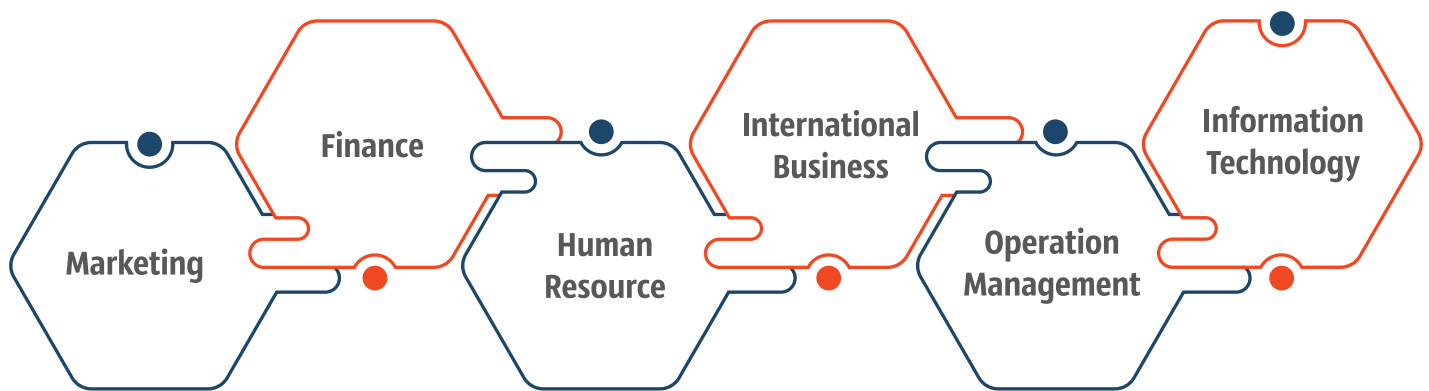 Marketing
Finance
Human
Resource
International
Business
Operation
Management
Information
Technology